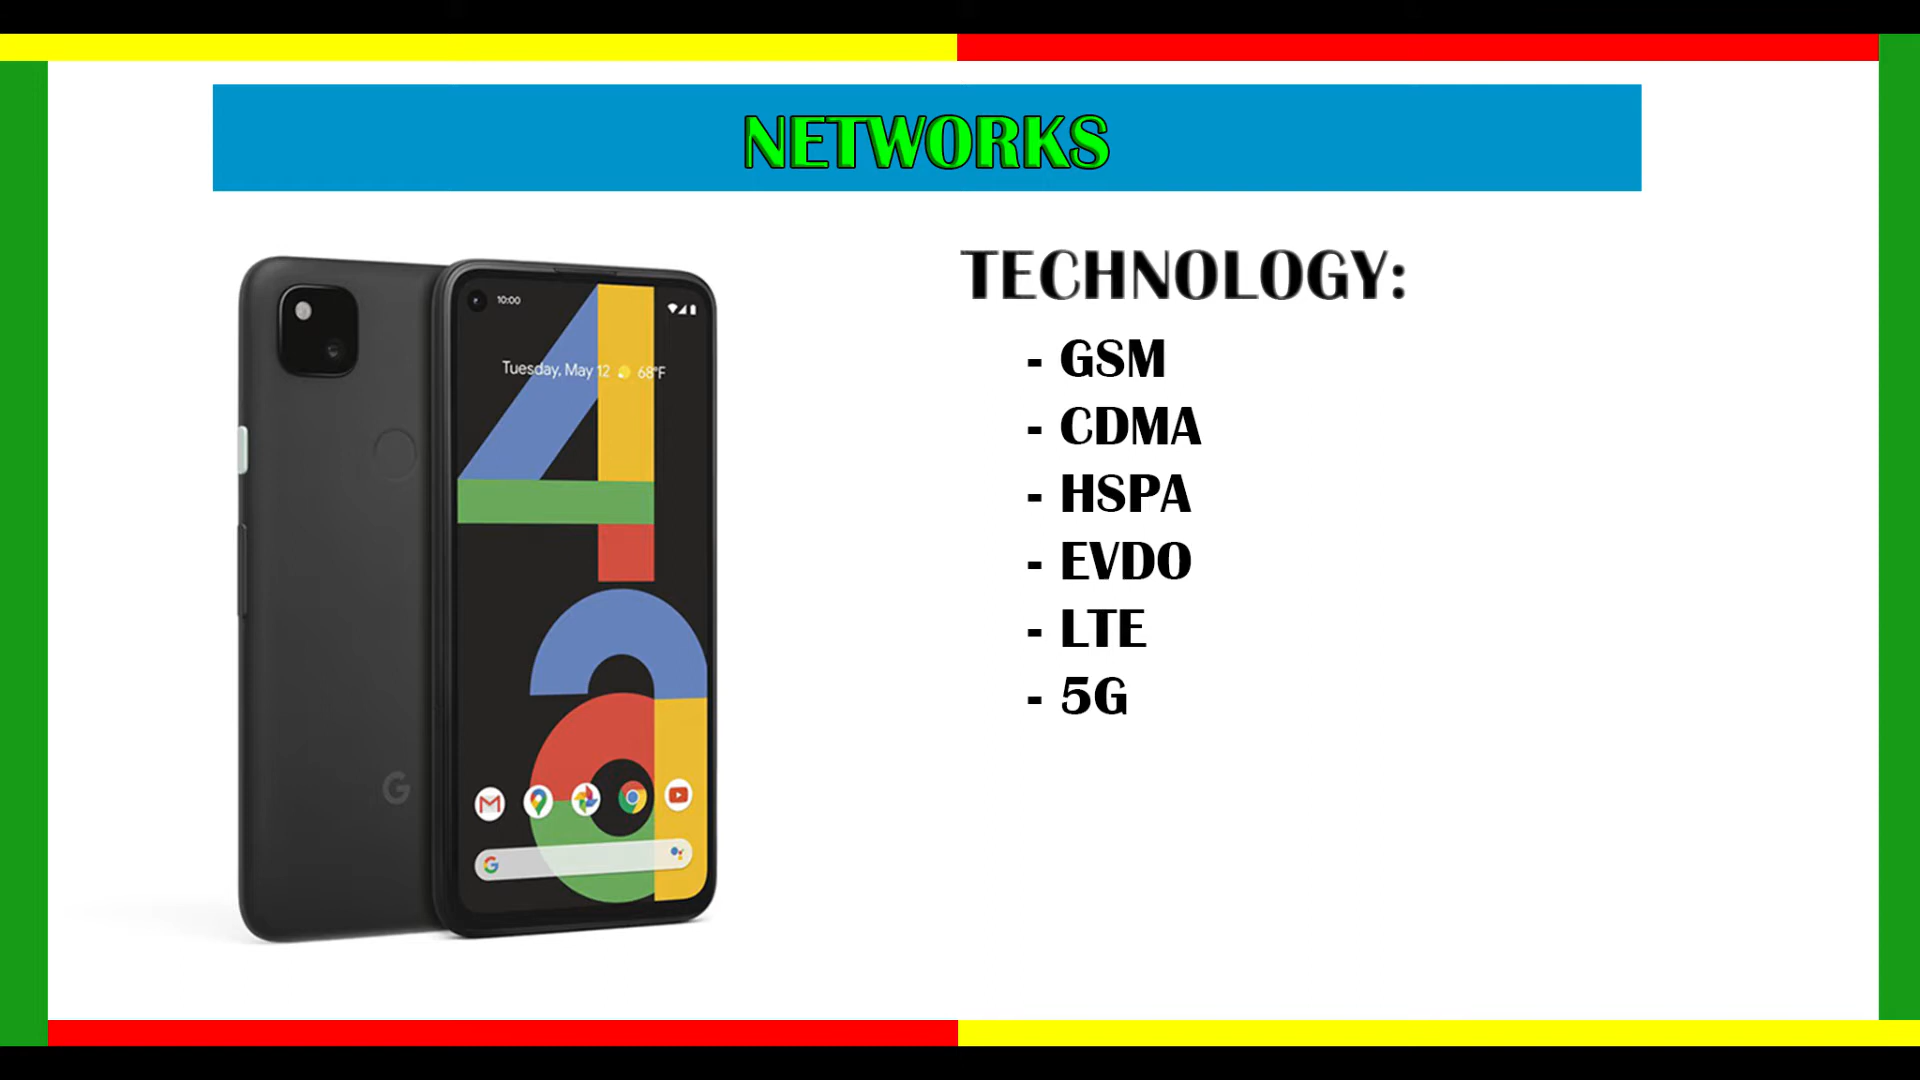 NETWORKS
TECHNOLOGY:
- GSM
- CDMA
- HSPA
- EVDO
- LTE
- 5G
10:00
Tuesday, May 12 68°F
G